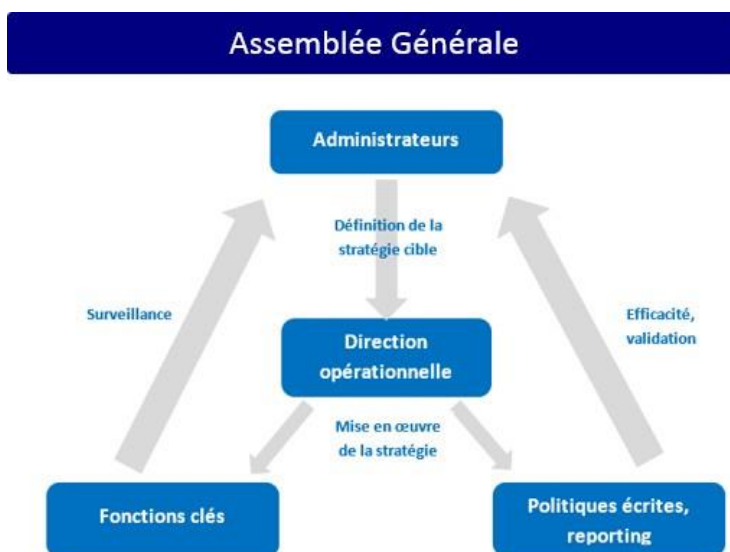 Assemblée Générale
Administrateurs
Définition de la
stratégie cible
Surveillance
Efficacité,
validation
Direction
opérationnelle
Mise en œuvre
de la stratégie
Fonctions clés
Politiques écrites,
reporting